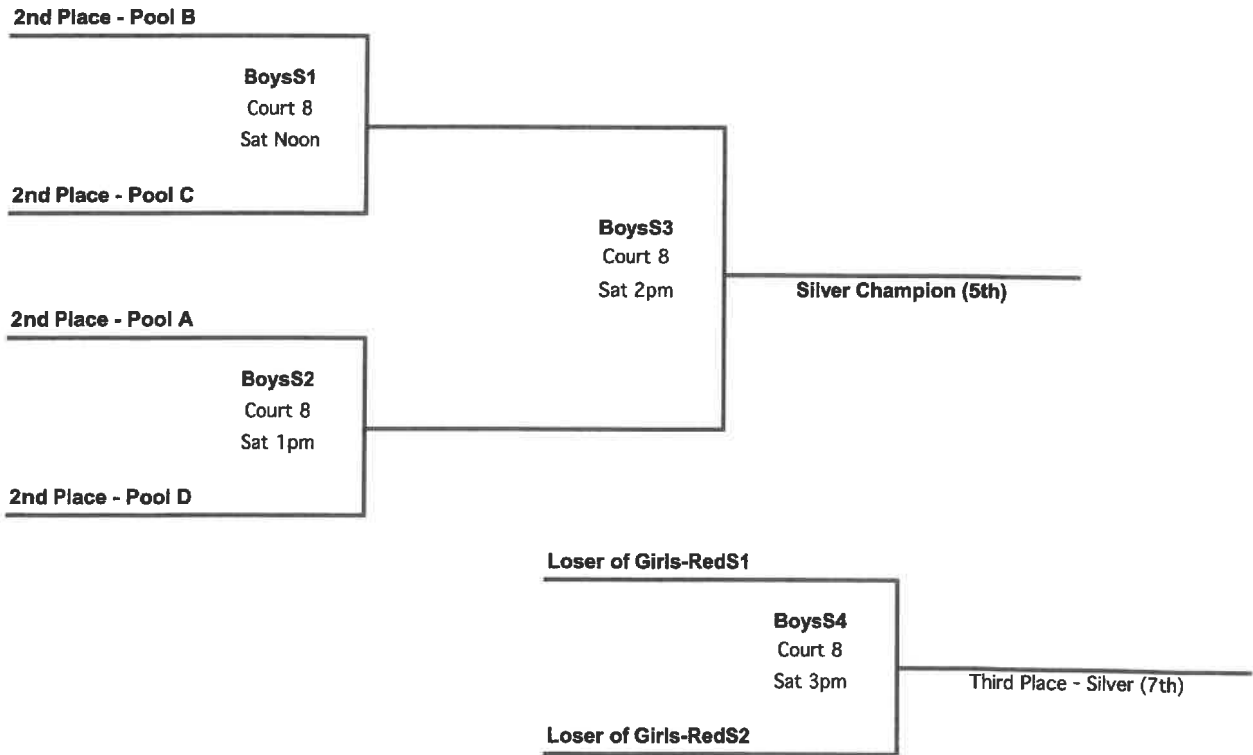 2nd Place - Pool B
BoysS1
Court 8
Sat Noon
2nd Place - Pool C
BoysS3
Court 8
Sat 2pm
Silver Champion (5th)
2nd Place - Pool A
BoysS2
Court 8
Sat 1pm
2nd Place - Pool D
Loser of Girls-RedS1
BoysS4
Court 8
Sat 3pm
Third Place - Silver (7th)
Loser of Girls-RedS2